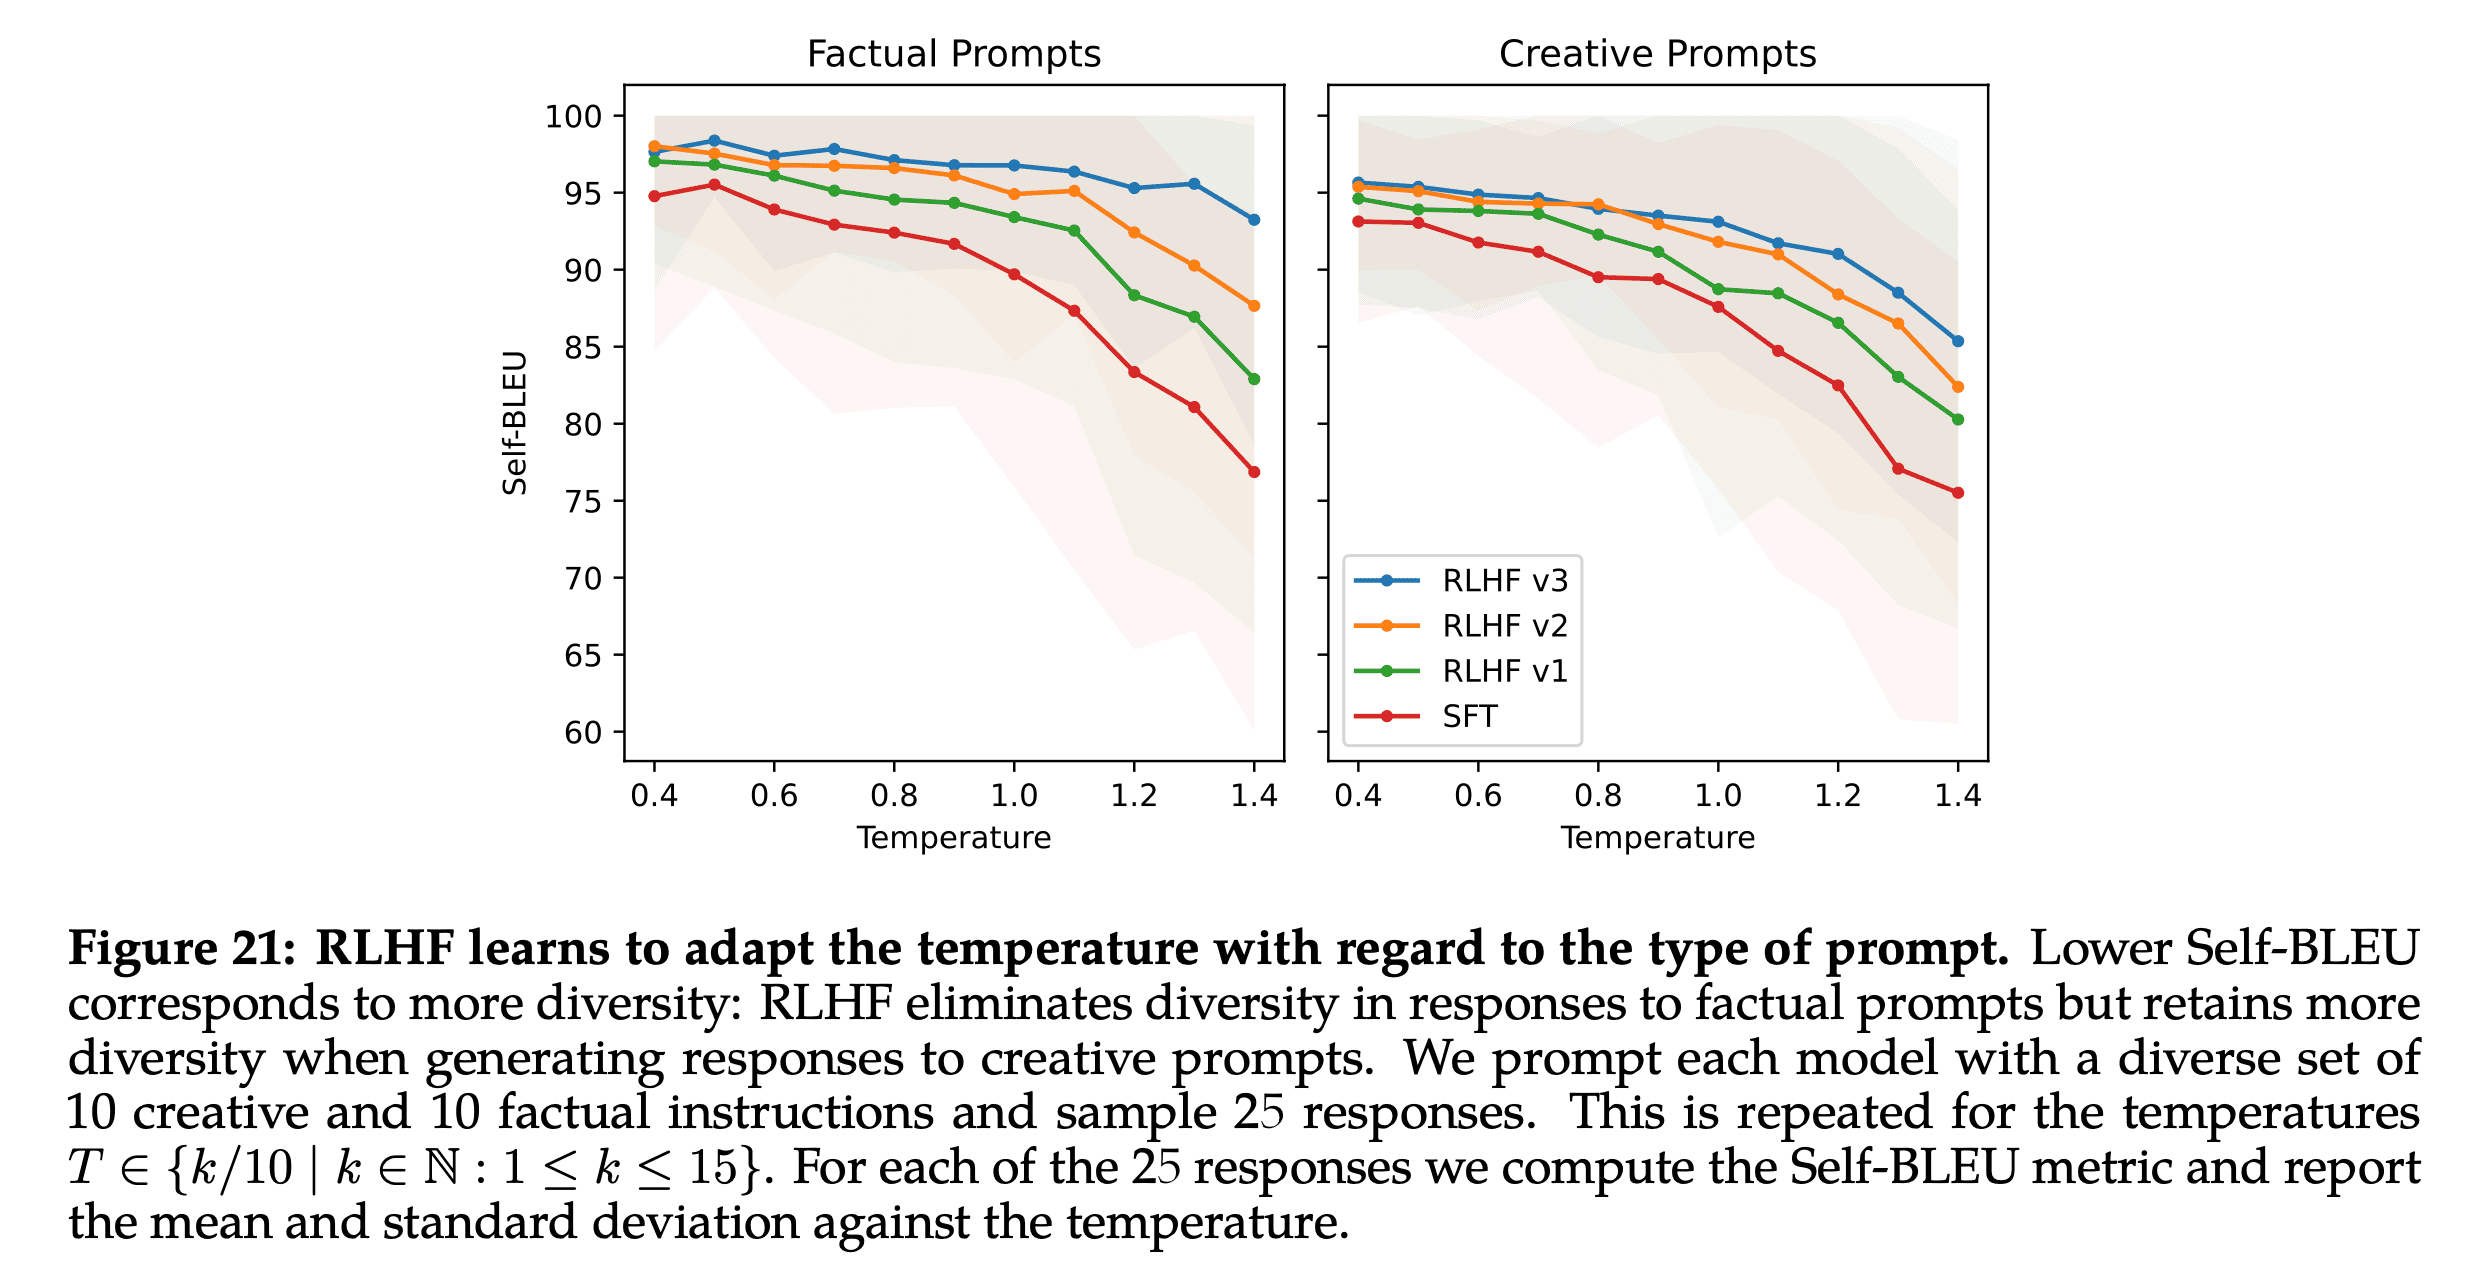 Factual Prompts
Creative Prompts
100
95
90
85
80
75
70
65
60
Self-BLEU
0.4 0.6 0.8 1.0 1.2 1.4
0.4 0.6 0.8 1.0 1.2 1.4
Temperature
Temperature
RLHF v3
RLHF v2
RLHF v1
SFT
Figure 21: RLHF learns to adapt the temperature with regard to the type of prompt. Lower Self-BLEU
corresponds to more diversity: RLHF eliminates diversity in responses to factual prompts but retains more
diversity when generating responses to creative prompts. We prompt each model with a diverse set of
10 creative and 10 factual instructions and sample 25 responses. This is repeated for the temperatures
T ∈ {k/10 | k ∈ ℕ : 1 ≤ k ≤ 15}. For each of the 25 responses we compute the Self-BLEU metric and report
the mean and standard deviation against the temperature.